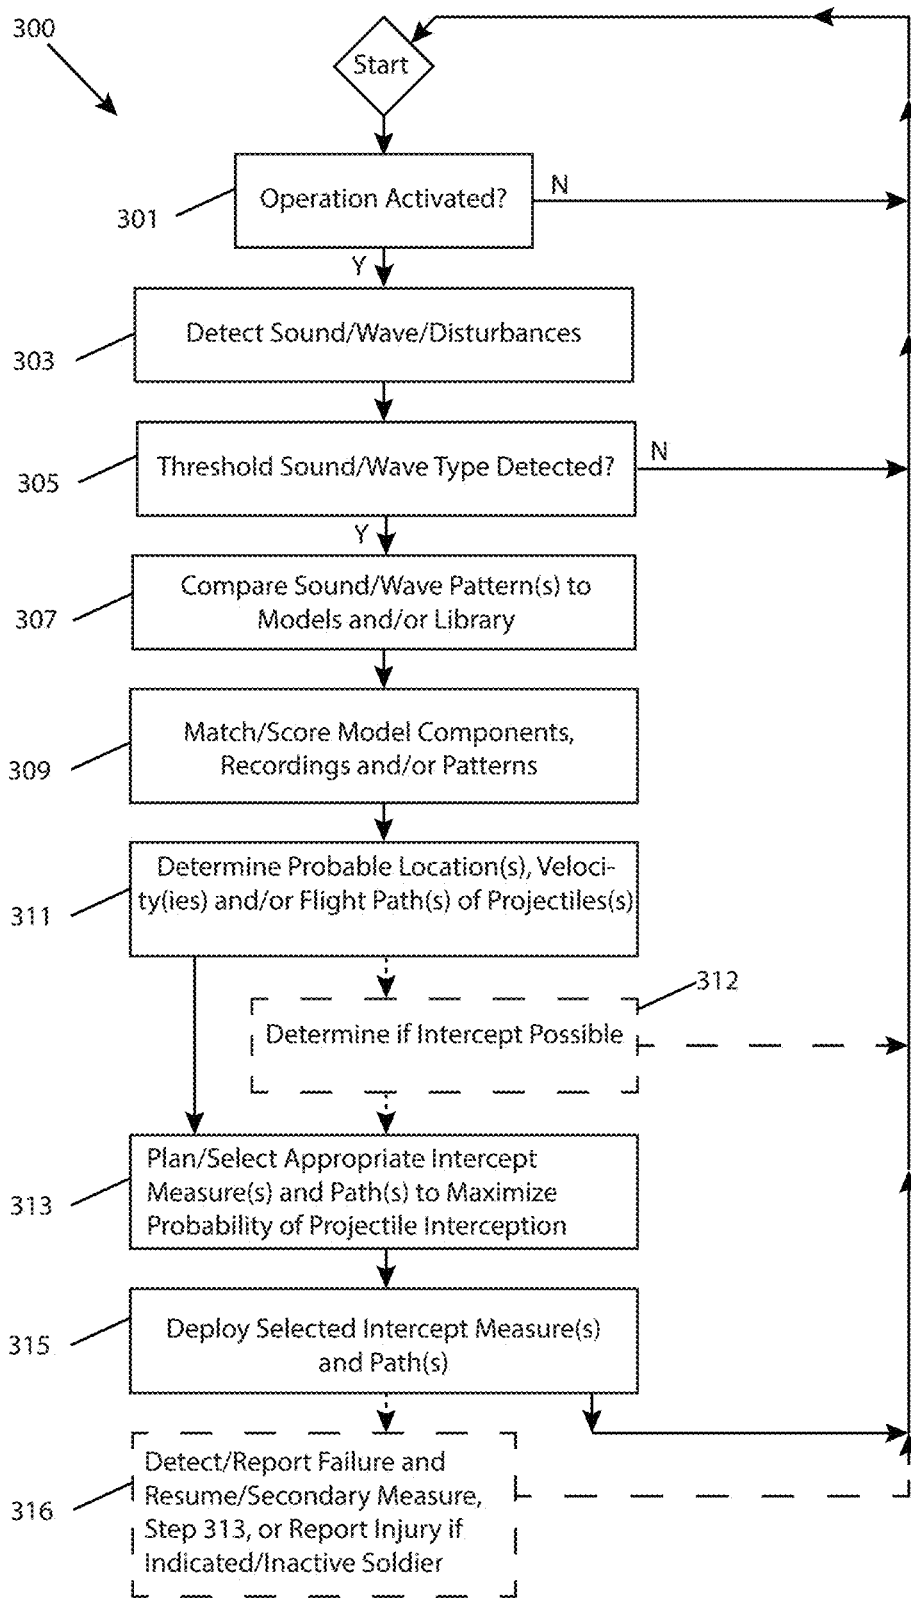 300
Start
Operation Activated?
N
301
Y
Detect Sound/Wave/Disturbances
303
Threshold Sound/Wave Type Detected?
N
305
Y
Compare Sound/Wave Pattern(s) to
Models and/or Library
307
Match/Score Model Components,
Recordings and/or Patterns
309
Determine Probable Location(s), Veloci-
ty(ies) and/or Flight Path(s) of Projectiles(s)
311
312
Determine if Intercept Possible
Plan/Select Appropriate Intercept
Measure(s) and Path(s) to Maximize
Probability of Projectile Interception
313
Deploy Selected Intercept Measure(s)
and Path(s)
315
Detect/Report Failure and
Resume/Secondary Measure,
Step 313, or Report Injury if
Indicated/Inactive Soldier
316